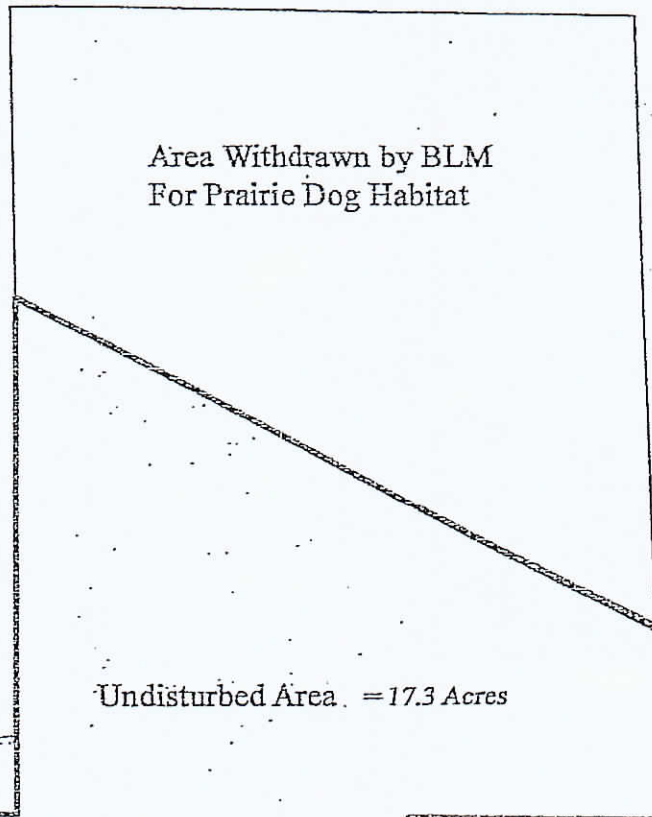 Area Withdrawn by BLM
For Prairie Dog Habitat
Undisturbed Area = 17.3 Acres